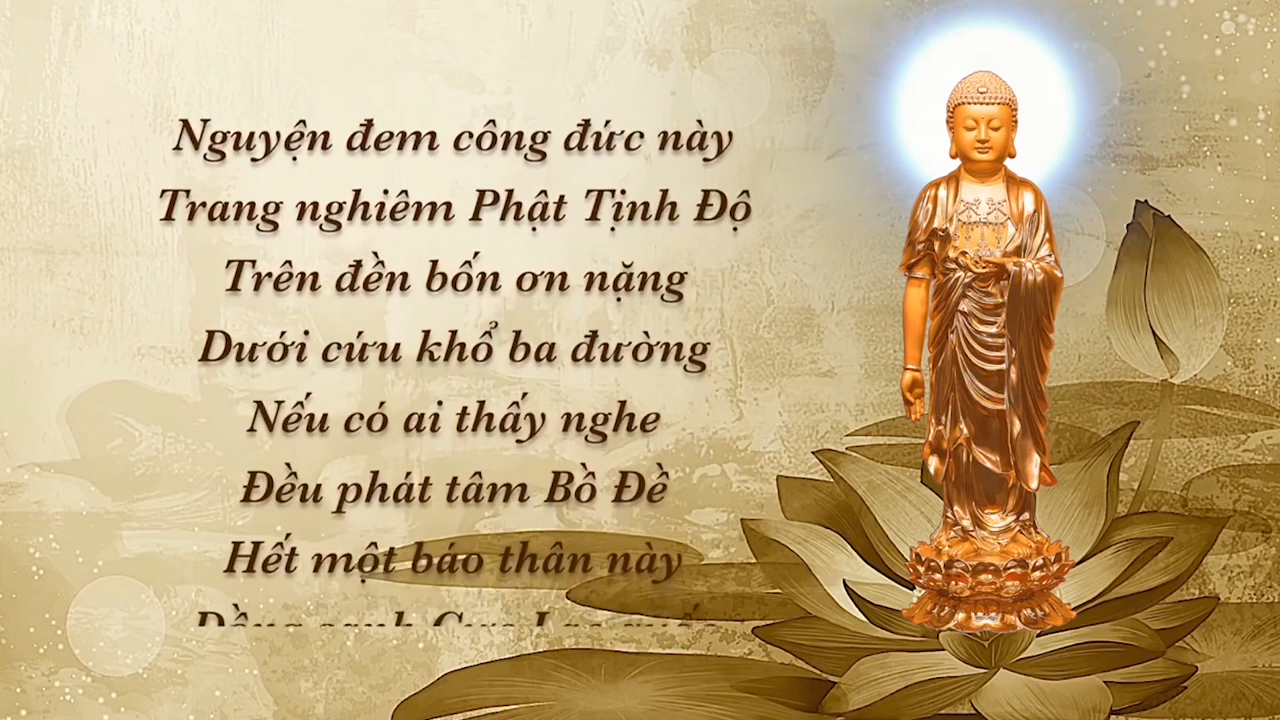 Nguyện đem công đức này
Trang nghiêm Phật Tịnh Độ
Trên đền bốn ơn nặng
Dưới cứu khổ ba đường
Nếu có ai thấy nghe
Đều phát tâm Bồ Đề
Hết một báo thân này